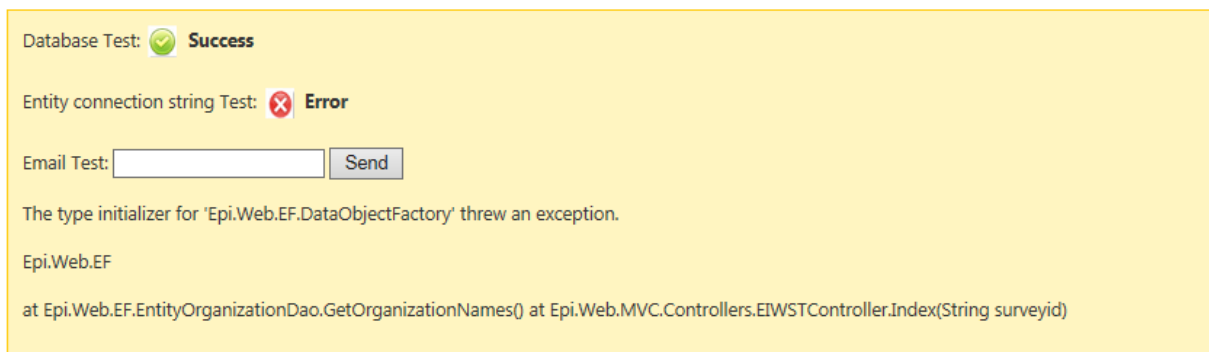 Database Test: Success
Entity connection string Test: Error
Email Test: Send
The type initializer for 'Epi.Web.EF.DataObjectFactory' threw an exception.
Epi.Web.EF
at Epi.Web.EF.EntityOrganizationDao.GetOrganizationNames() at Epi.Web.MVC.Controllers.EIWSTController.Index(String surveyid)